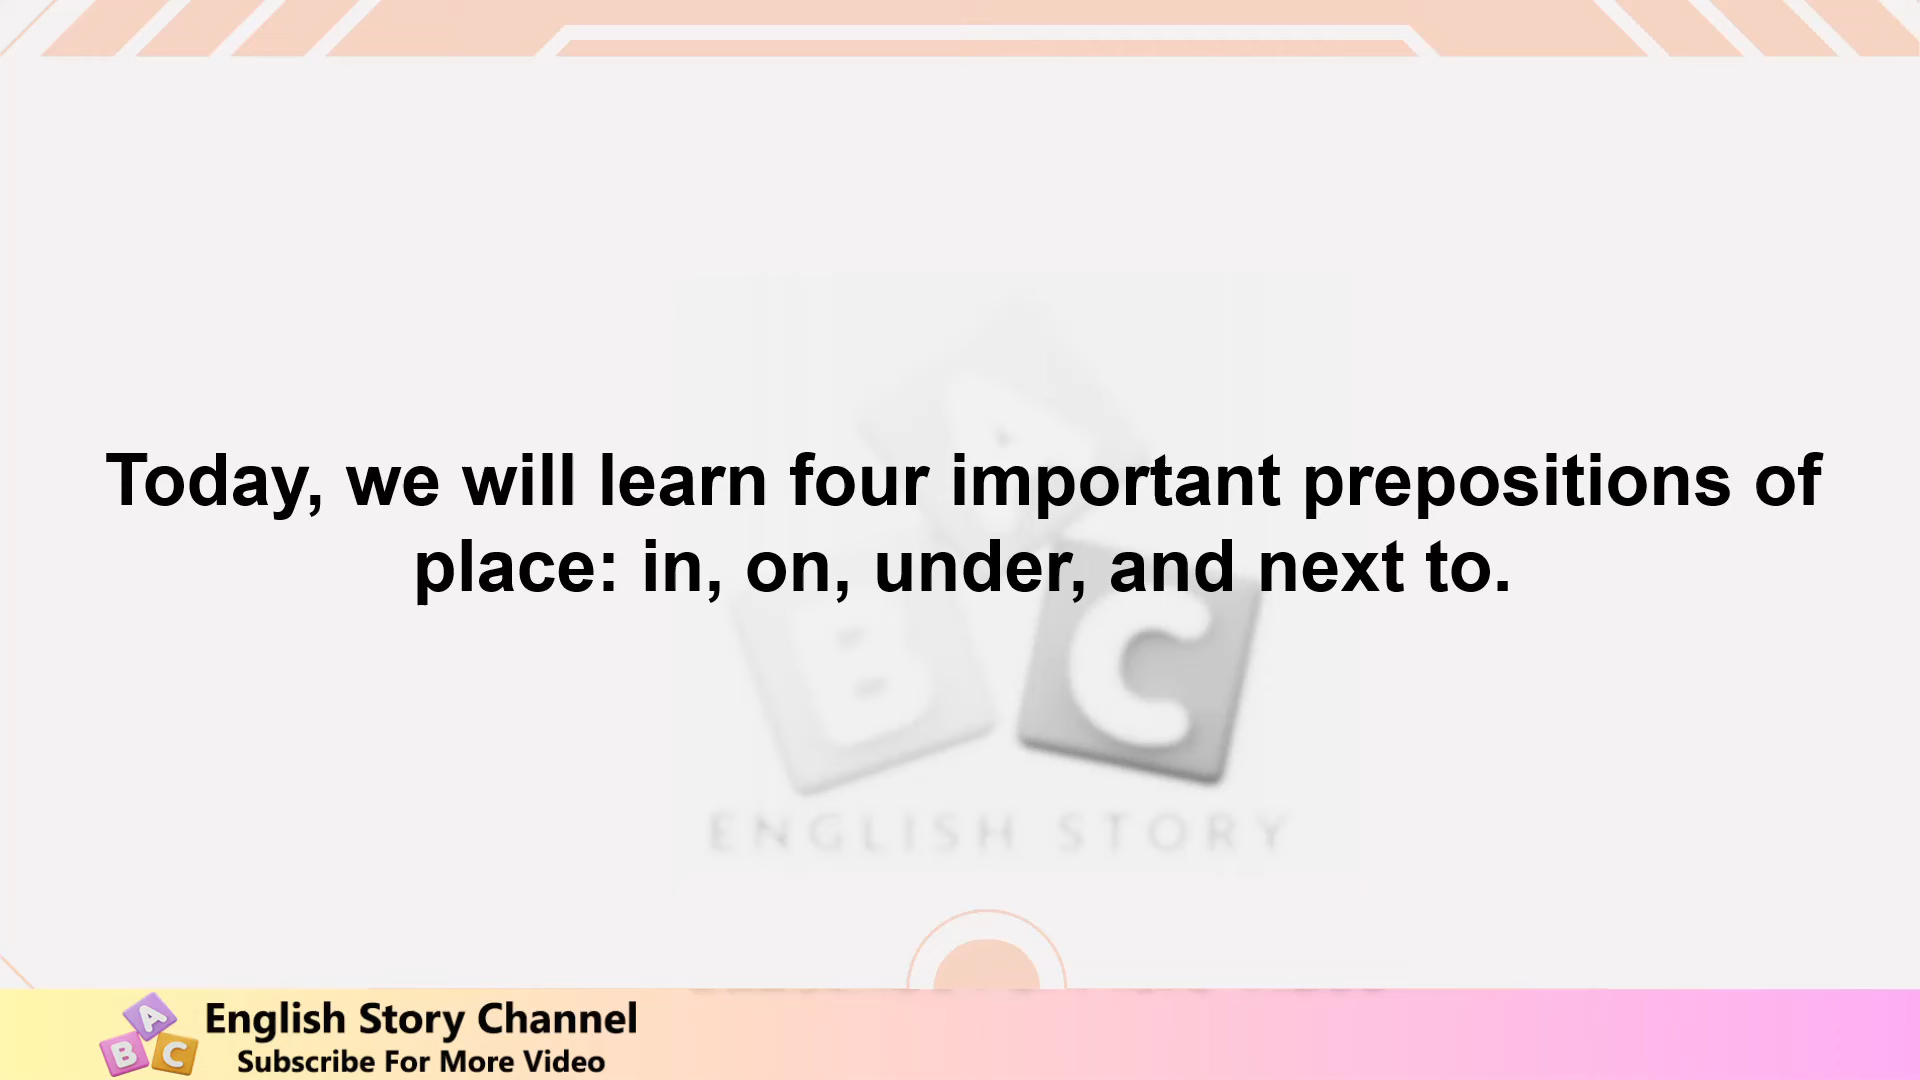 Today, we will learn four important prepositions of
place: in, on, under, and next to.
A
B
C
ENGLISH STORY
A
B
C
English Story Channel
Subscribe For More Video